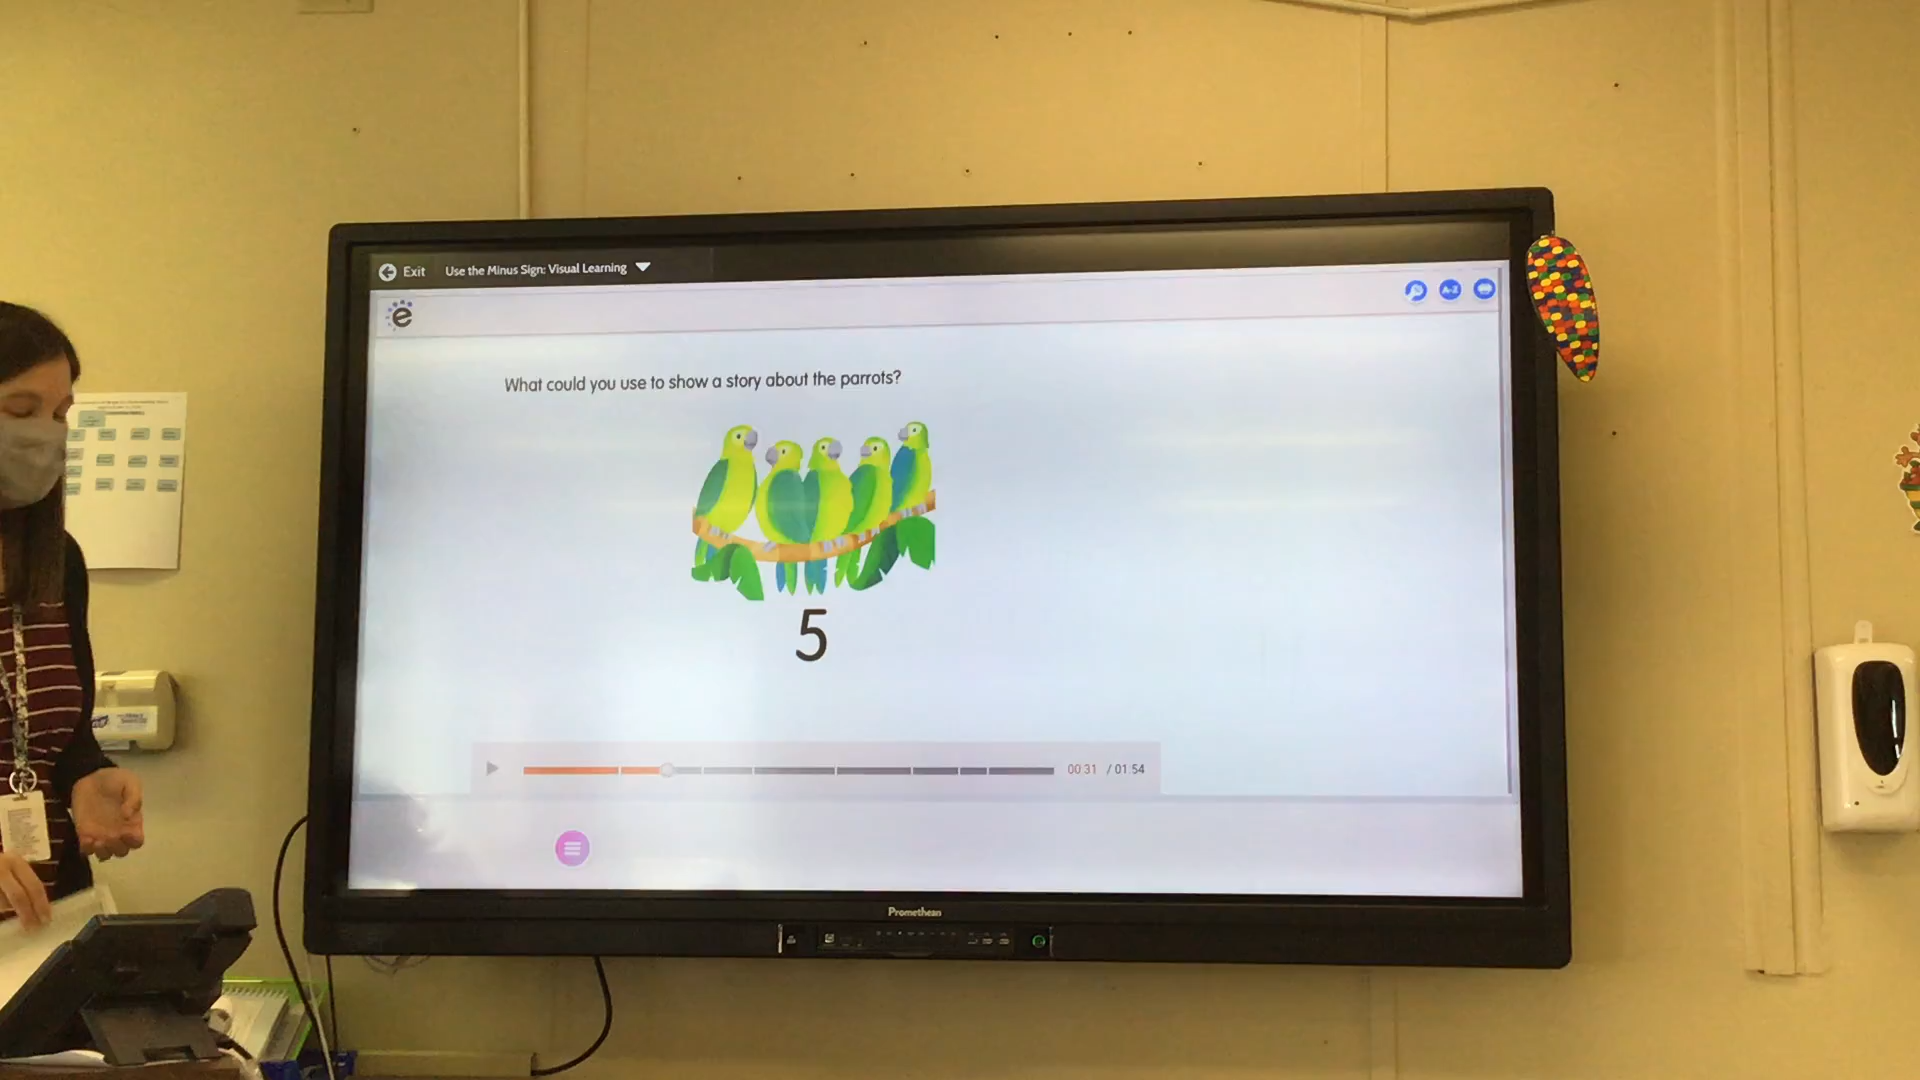 Exit Use the Minus Sign: Visual Learning
e
A-Z
What could you use to show a story about the parrots?
5
00:31 / 01:54
Promethean